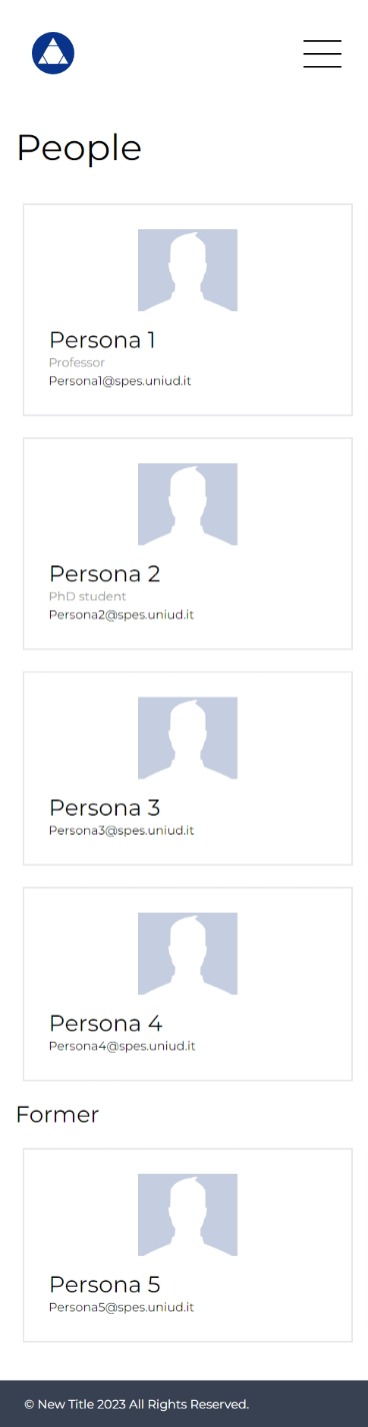 People
Persona 1
Professor
Persona1@spes.uniud.it
Persona 2
PhD student
Persona2@spes.uniud.it
Persona 3
Persona3@spes.uniud.it
Persona 4
Persona4@spes.uniud.it
Former
Persona 5
Persona5@spes.uniud.it
© New Title 2023 All Rights Reserved.